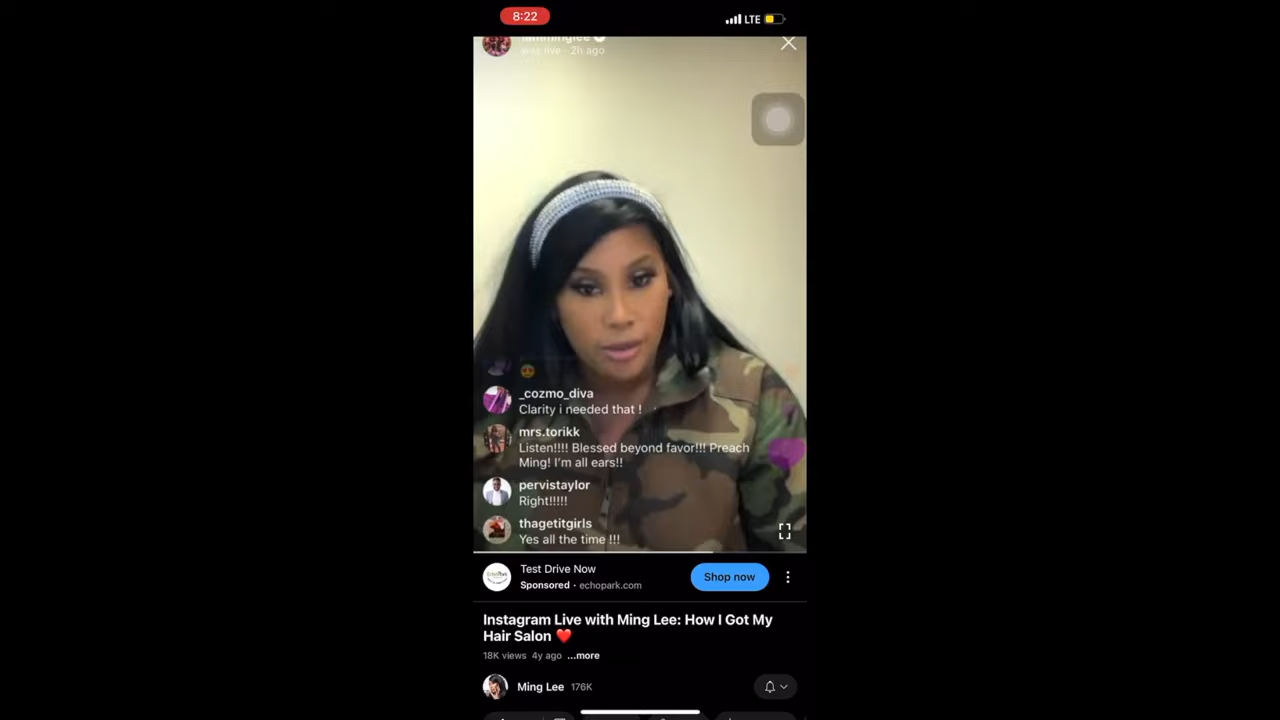 8:22
LTE
was live · 2h ago
_cozmo_diva
Clarity i needed that !
mrs.torikk
Listen!!!! Blessed beyond favor!!! Preach
Ming! I'm all ears!!
pervistaylor
Right!!!!!
thagetitgirls
Yes all the time !!!
Test Drive Now
Sponsored · echopark.com
Shop now
Instagram Live with Ming Lee: How I Got My
Hair Salon ❤️
18K views 4y ago ...more
Ming Lee 176K